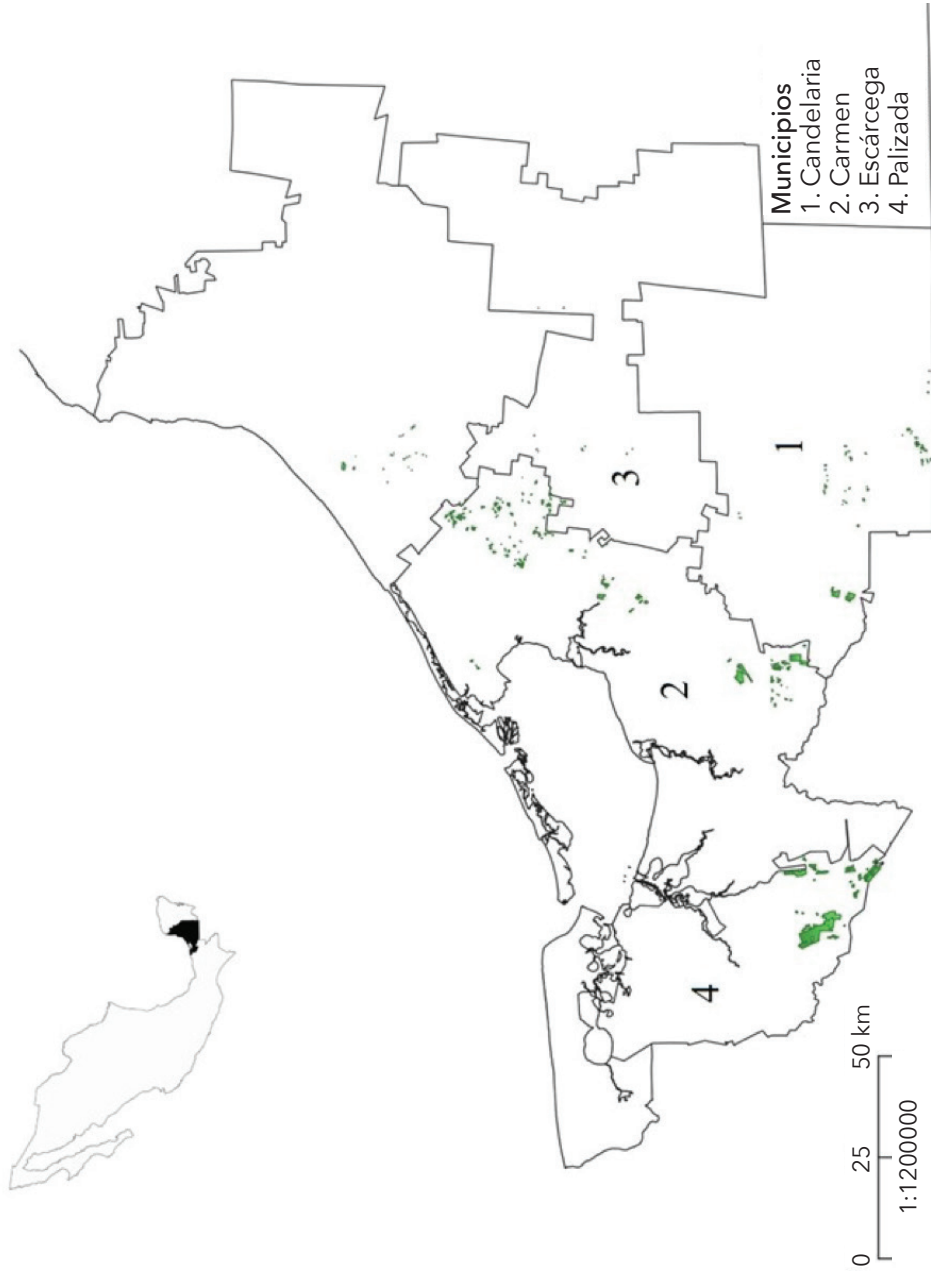 Municipios
1. Candelaria
2. Carmen
3. Escárcega
4. Palizada
1
3
2
4
0 25 50 km
1:1200000